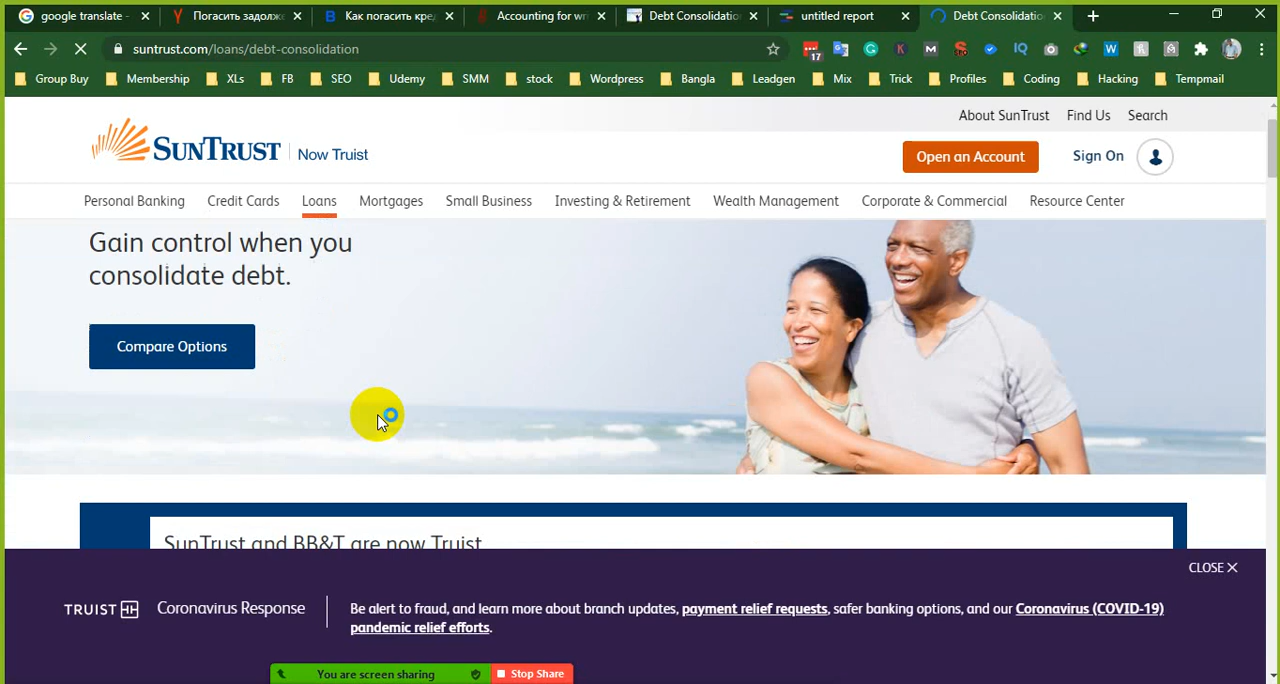 google translate -
Погасить задолж
Как погасить кре
Accounting for wr
Debt Consolidatio
untitled report
Debt Consolidatio
suntrust.com/loans/debt-consolidation
17
IQ
Group Buy
Membership
XLs
FB
SEO
Udemy
SMM
stock
Wordpress
Bangla
Leadgen
Mix
Trick
Profiles
Coding
Hacking
Tempmail
About SunTrust Find Us Search
SUNTRUST Now Truist
Open an Account
Sign On
Personal Banking Credit Cards Loans Mortgages Small Business Investing & Retirement Wealth Management Corporate & Commercial Resource Center
Gain control when you
consolidate debt.
Compare Options
SunTrust and BB&T are now Truist
CLOSE
TRUIST
Coronavirus Response
Be alert to fraud, and learn more about branch updates, payment relief requests, safer banking options, and our Coronavirus (COVID-19)
pandemic relief efforts.
You are screen sharing
Stop Share